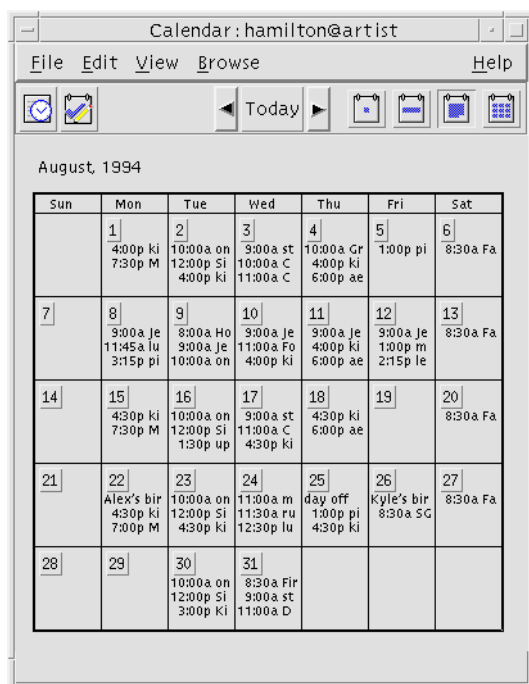 Calendar : hamilton@artist
File Edit View Browse Help
Today
August, 1994
Sun Mon Tue Wed Thu Fri Sat
1 2 3 4 5 6
4:00p ki 10:00a on 9:00a st 10:00a Gr 1:00p pi 8:30a Fa
7:30p M 12:00p Si 10:00a C 4:00p ki
4:00p ki 11:00a C 6:00p ae
7 8 9 10 11 12 13
9:00a Je 8:00a Ho 9:00a Je 9:00a Je 9:00a Je 8:30a Fa
11:45a lu 9:00a Je 11:00a Fo 4:00p ki 1:00p m
3:15p pi 10:00a on 4:00p ki 6:00p ae 2:15p le
14 15 16 17 18 19 20
4:30p ki 10:00a on 9:00a st 4:30p ki 8:30a Fa
7:30p M 12:00p Si 11:00a C 6:00p ae
1:30p up 4:30p ki
21 22 23 24 25 26 27
Alex's bir 10:00a on 11:00a m day off Kyle's bir 8:30a Fa
4:30p ki 12:00p Si 11:30a ru 1:00p pi 8:30a SG
7:00p M 4:30p ki 12:30p lu 4:30p ki
28 29 30 31
10:00a on 8:30a Fir
12:00p Si 9:00a st
3:00p Ki 11:00a D